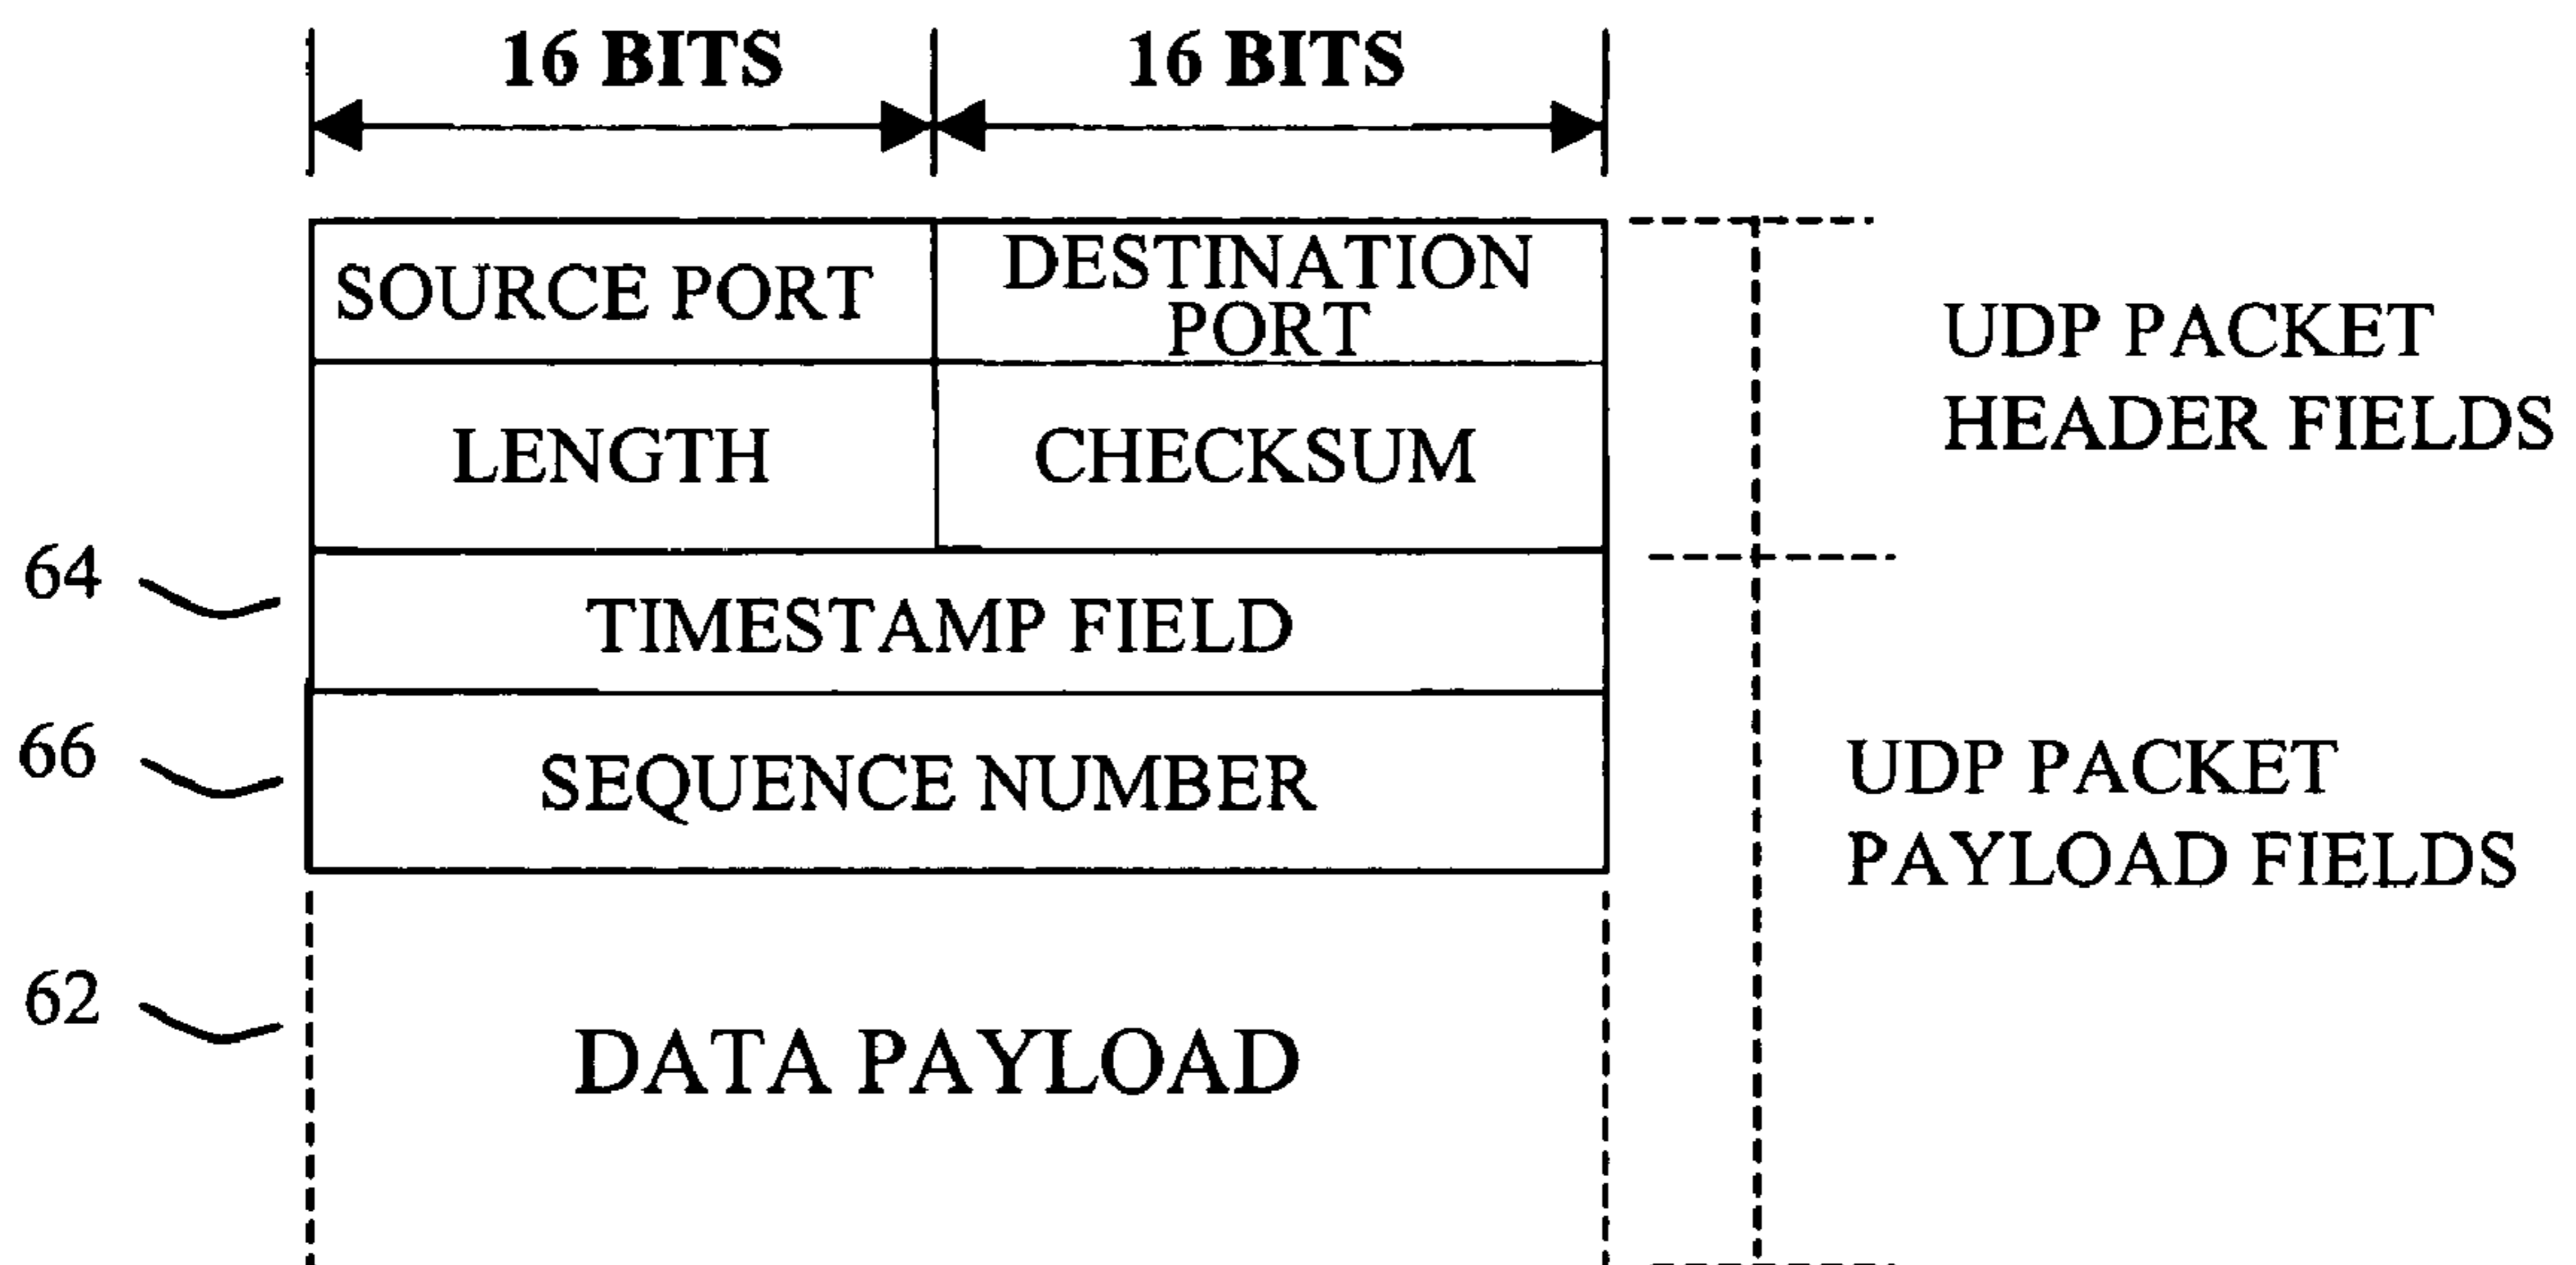 16 BITS
16 BITS
SOURCE PORT
DESTINATION
PORT
UDP PACKET
HEADER FIELDS
LENGTH
CHECKSUM
64
TIMESTAMP FIELD
66
SEQUENCE NUMBER
UDP PACKET
PAYLOAD FIELDS
62
DATA PAYLOAD